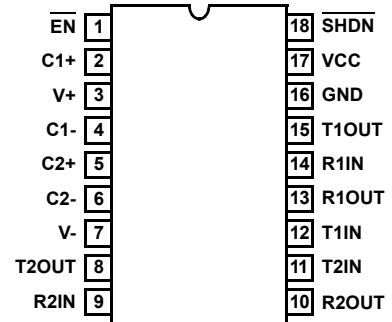 EN 1 18 SHDN
C1+ 2 17 VCC
V+ 3 16 GND
C1- 4 15 T1OUT
C2+ 5 14 R1IN
C2- 6 13 R1OUT
V- 7 12 T1IN
T2OUT 8 11 T2IN
R2IN 9 10 R2OUT